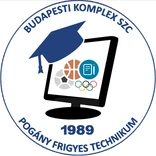 BUDAPESTI KOMPLEX SZC
1989
POGÁNY FRIGYES TECHNIKUM